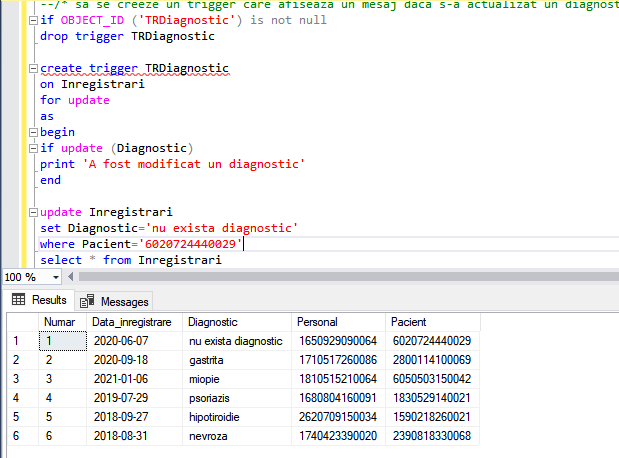 --/* sa se creeze un trigger care afiseaza un mesaj daca s-a actualizat un diagnost
if OBJECT_ID ('TRDiagnostic') is not null
drop trigger TRDiagnostic
create trigger TRDiagnostic
on Inregistrari
for update
as
begin
if update (Diagnostic)
print 'A fost modificat un diagnostic'
end
update Inregistrari
set Diagnostic='nu exista diagnostic'
where Pacient='6020724440029'
select * from Inregistrari
100 %
Results Messages
Numar Data_inregistrare Diagnostic Personal Pacient
1 1 2020-06-07 nu exista diagnostic 1650929090064 6020724440029
2 2 2020-09-18 gastrita 1710517260086 2800114100069
3 3 2021-01-06 miopie 1810515210064 6050503150042
4 4 2019-07-29 psoriazis 1680804160091 1830529140021
5 5 2018-09-27 hipotiroidie 2620709150034 1590218260021
6 6 2018-08-31 nevroza 1740423390020 2390818330068